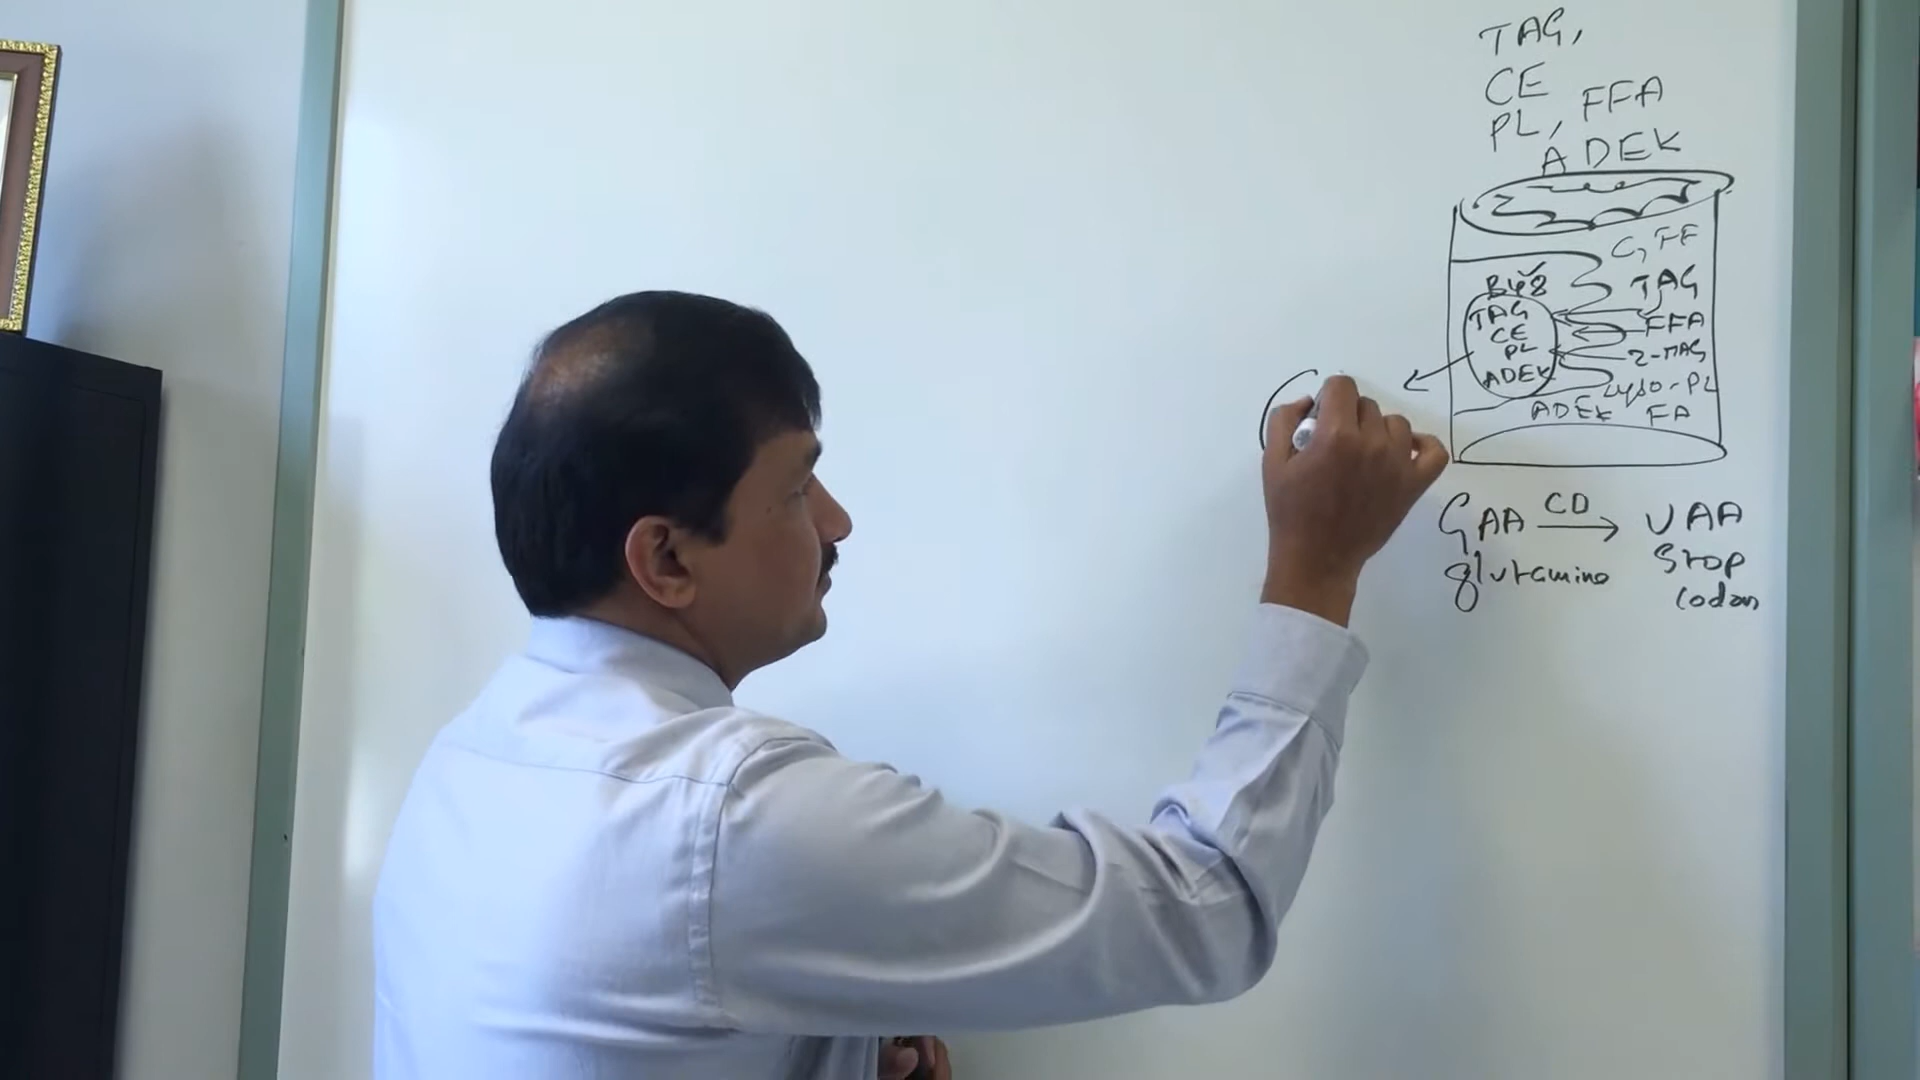 TAG,
CE
PL, FFA
ADEK
C, FF
B48
TAG
TAG
CE
FFA
PL
2-MAG
ADEK
Lyso-PL
ADEK FA
GAA CD → UAA
glutamine Stop
codon